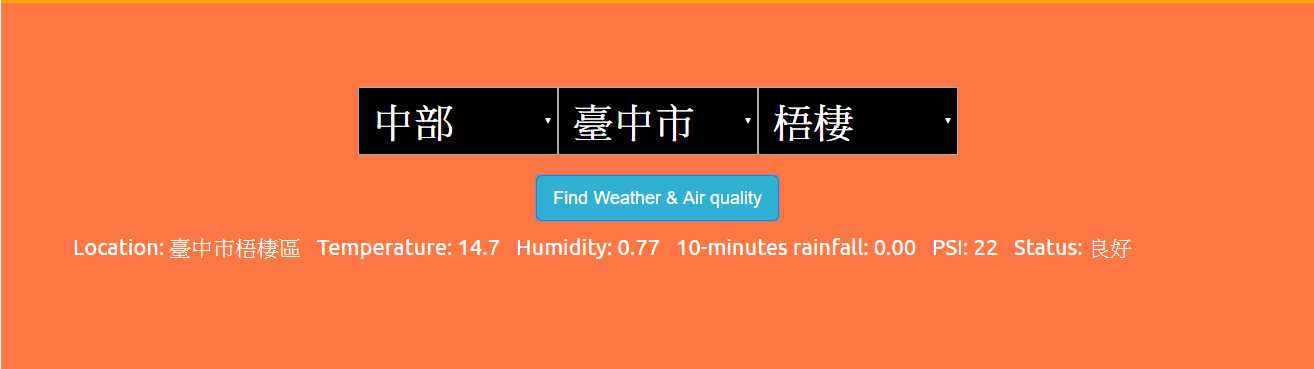 中部 臺中市 梧棲
Find Weather & Air quality
Location: 臺中市梧棲區 Temperature: 14.7 Humidity: 0.77 10-minutes rainfall: 0.00 PSI: 22 Status: 良好